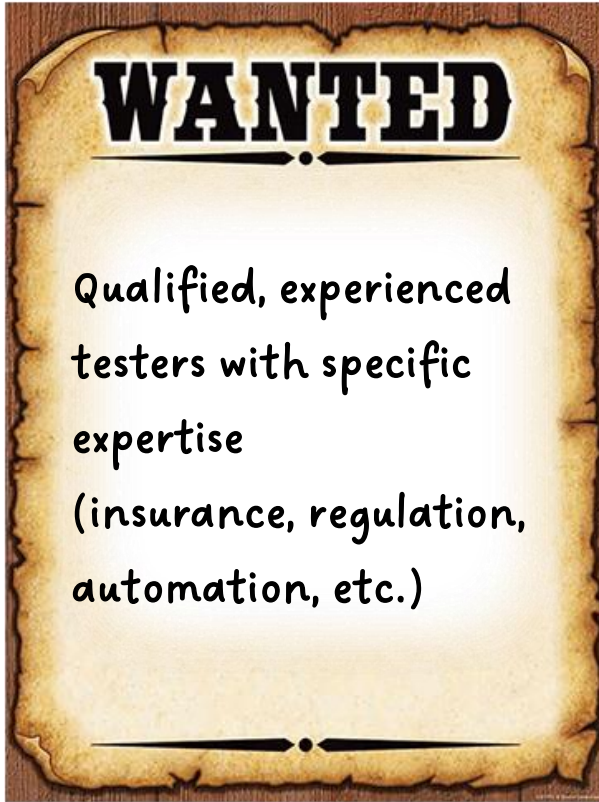 WANTED
Qualified, experienced
testers with specific
expertise
(insurance, regulation,
automation, etc.)